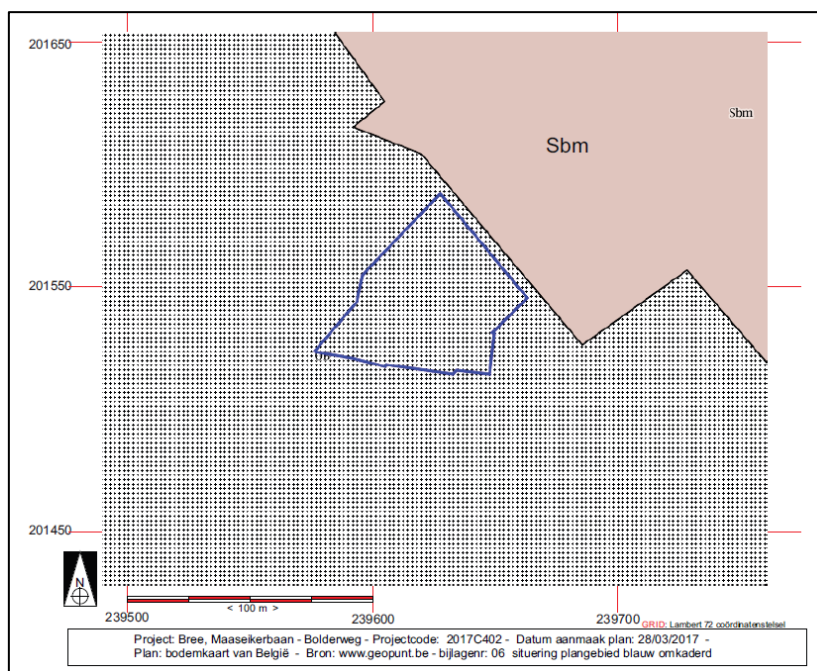 201650
Sbm
Sbm
201550
OB
201450
N
239500
< 100 m >
239600
239700
GRID: Lambert 72 coördinatenstelsel
Project: Bree, Maaseikerbaan - Bolderweg - Projectcode: 2017C402 - Datum aanmaak plan: 28/03/2017 -
Plan: bodemkaart van België - Bron: www.geopunt.be - bijlagenr: 06 situering plangebied blauw omkaderd